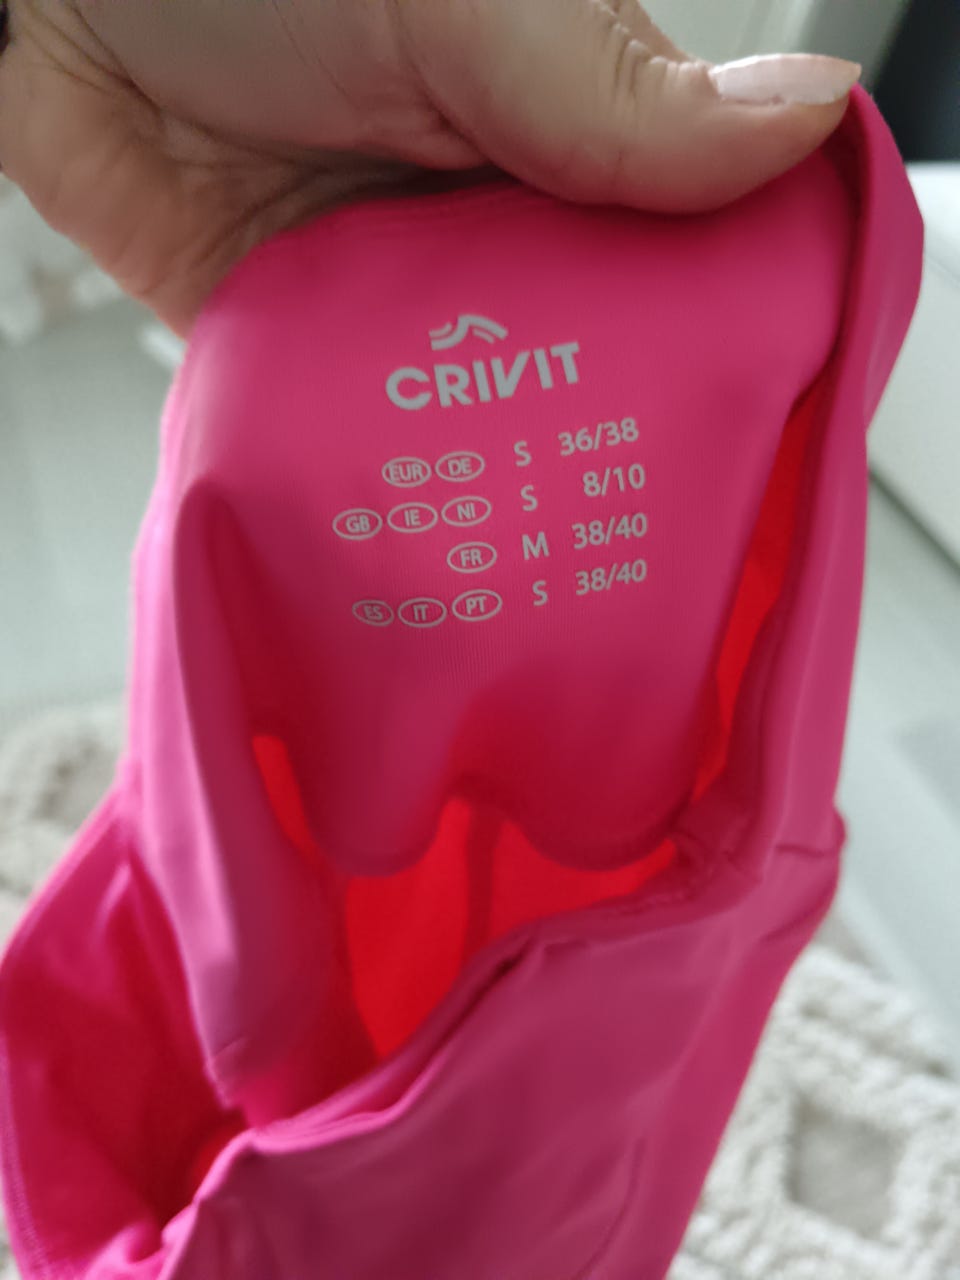 CRIVIT
EUR DE S 36/38
GB IE NI S 8/10
FR M 38/40
ES IT PT S 38/40